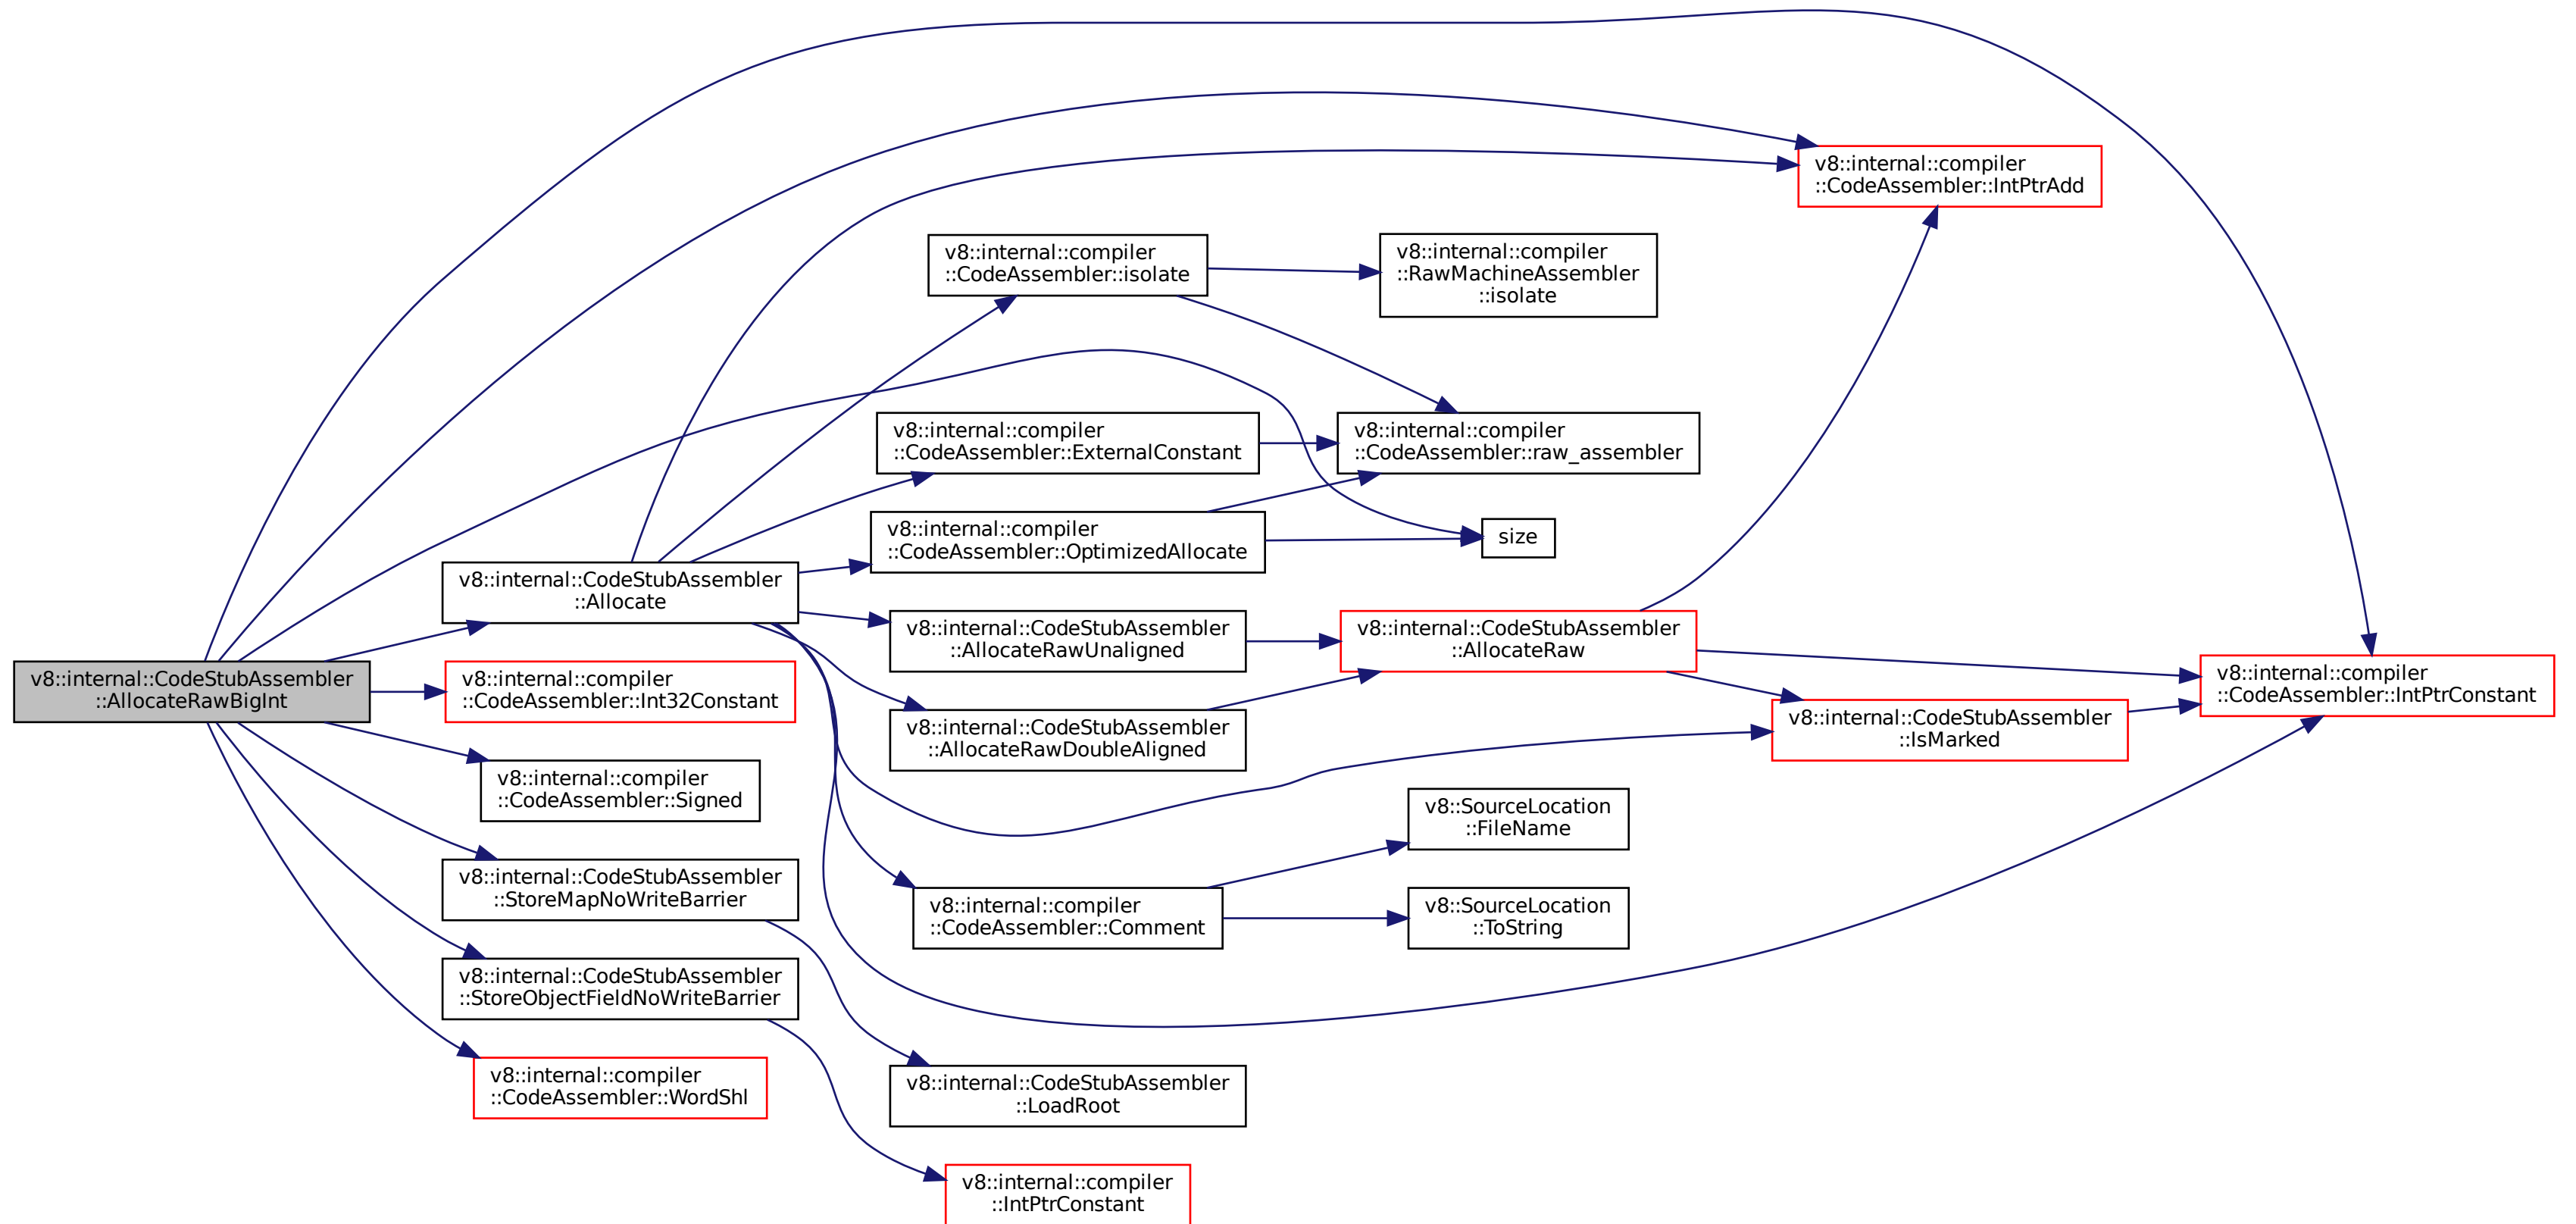 v8::internal::CodeStubAssembler
::AllocateRawBigInt
v8::internal::CodeStubAssembler
::Allocate
v8::internal::compiler
::CodeAssembler::Int32Constant
v8::internal::compiler
::CodeAssembler::Signed
v8::internal::CodeStubAssembler
::StoreMapNoWriteBarrier
v8::internal::CodeStubAssembler
::StoreObjectFieldNoWriteBarrier
v8::internal::compiler
::CodeAssembler::WordShl
v8::internal::compiler
::CodeAssembler::isolate
v8::internal::compiler
::CodeAssembler::ExternalConstant
v8::internal::compiler
::CodeAssembler::OptimizedAllocate
v8::internal::CodeStubAssembler
::AllocateRawUnaligned
v8::internal::CodeStubAssembler
::AllocateRawDoubleAligned
v8::internal::compiler
::CodeAssembler::Comment
v8::internal::CodeStubAssembler
::LoadRoot
v8::internal::compiler
::IntPtrConstant
v8::internal::compiler
::RawMachineAssembler
::isolate
v8::internal::compiler
::CodeAssembler::raw_assembler
size
v8::internal::CodeStubAssembler
::AllocateRaw
v8::SourceLocation
::FileName
v8::SourceLocation
::ToString
v8::internal::compiler
::CodeAssembler::IntPtrAdd
v8::internal::CodeStubAssembler
::IsMarked
v8::internal::compiler
::CodeAssembler::IntPtrConstant